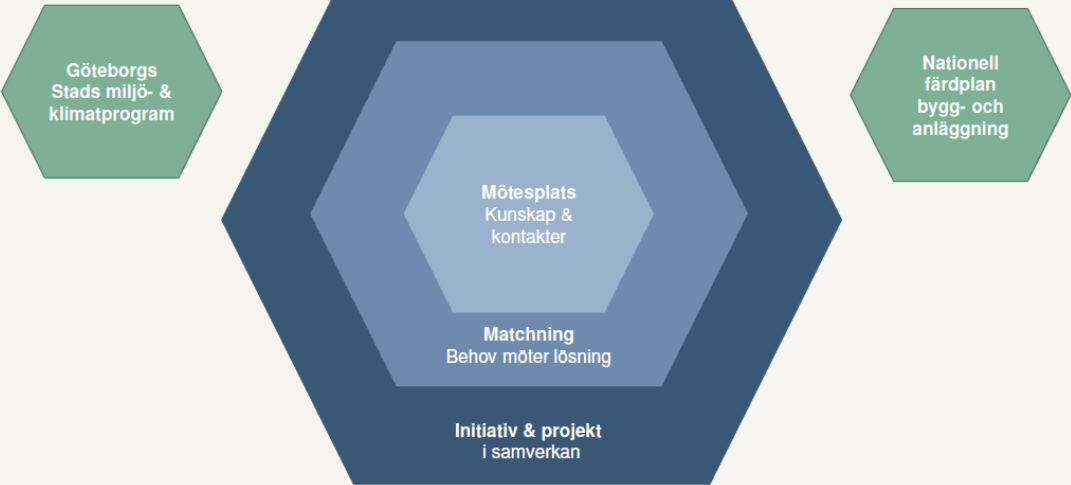 Göteborgs
Stads miljö- &
klimatprogram
Nationell
färdplan
bygg- och
anläggning
Mötesplats
Kunskap &
kontakter
Matchning
Behov möter lösning
Initiativ & projekt
i samverkan